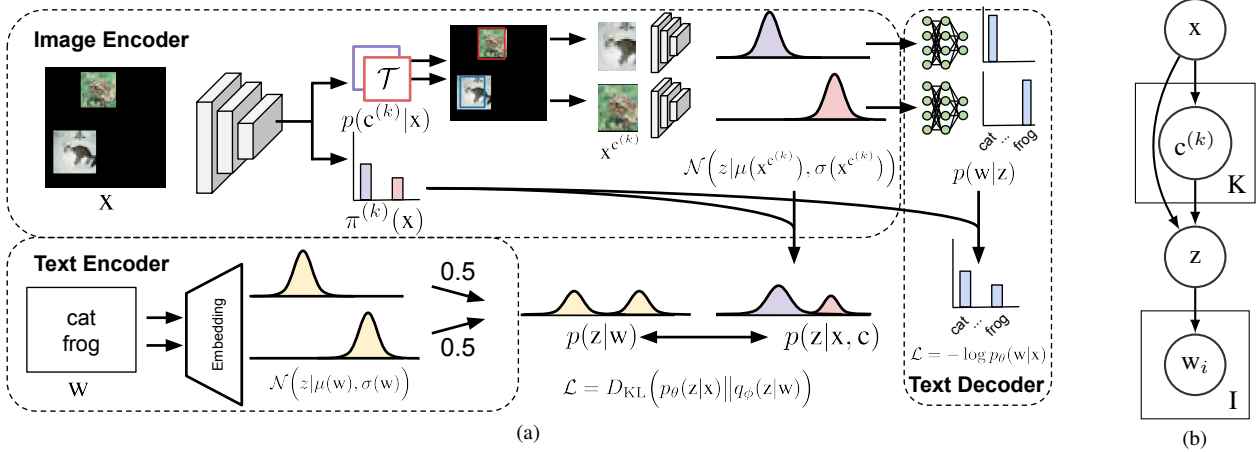 Image Encoder
x
𝒯
p(c^(k)|x)
π^(k)(x)
x^c^(k)
𝒩(z|μ(x^c^(k)), σ(x^c^(k)))
cat ... frog
p(w|z)
Text Encoder
cat
frog
w
Embedding
𝒩(z|μ(w), σ(w))
0.5
0.5
p(z|w)
p(z|x, c)
ℒ = D_KL(p_θ(z|x)||q_φ(z|w))
cat ... frog
ℒ = − log p_θ(w|x)
Text Decoder
(a)
x
c^(k)
K
z
w_i
I
(b)